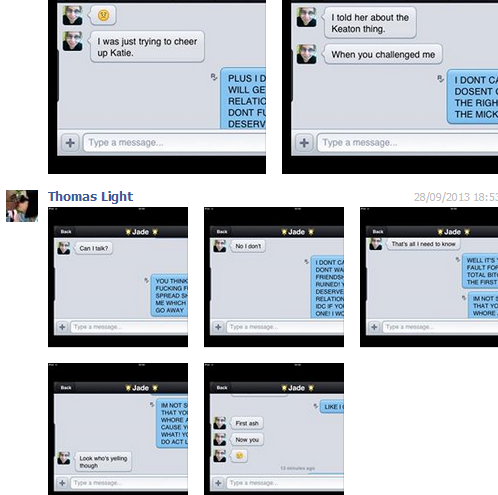 I was just trying to cheer
up Katie.
PLUS I D
WILL GE
RELATIO
DONT FU
DESERV
Type a message...
I told her about the
Keaton thing.
When you challenged me
I DONT CA
DOSENT C
THE RIGH
THE MICK
Type a message...
Thomas Light
28/09/2013 18:53
Back
Jade
Can I talk?
YOU THINK
FUCKING F
SPREAD SH
ME WHICH
GO AWAY
Type a message...
Back
Jade
No I don't
I DONT CA
DONT WA
FRIENDSH
RUINED! Y
DESERVE
RELATION
IDC IF YO
ONE! I WO
Type a message...
Back
Jade
That's all I need to know
WELL IT'S Y
FAULT FOR
TOTAL BITC
THE FIRST
IM NOT S
THAT YO
WHORE A
Type a message...
Back
Jade
IM NOT S
THAT YO
WHORE A
CAUSE Y
WHAT! YO
DO ACT L
Look who's yelling
though
Type a message...
Back
Jade
LIKE I
First ash
Now you
13 minutes ago
Type a message...